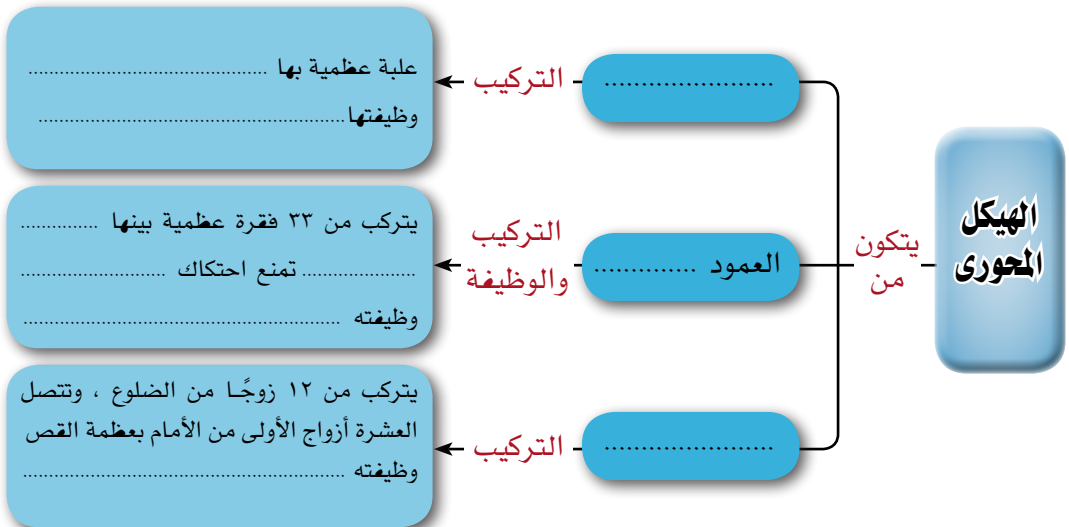 الهيكل
المحورى
يتكون
من
......................
التركيب
علبة عظمية بها ..............................................
وظيفتها...........................................................
العمود ..............
التركيب
والوظيفة
يتركب من ٣٣ فقرة عظمية بينها ...............
...................... تمنع احتكاك ............................
وظيفته .............................................................
......................
التركيب
يتركب من ١٢ زوجًا من الضلوع ، وتتصل
العشرة أزواج الأولى من الأمام بعظمة القص
وظيفته ..............................................................